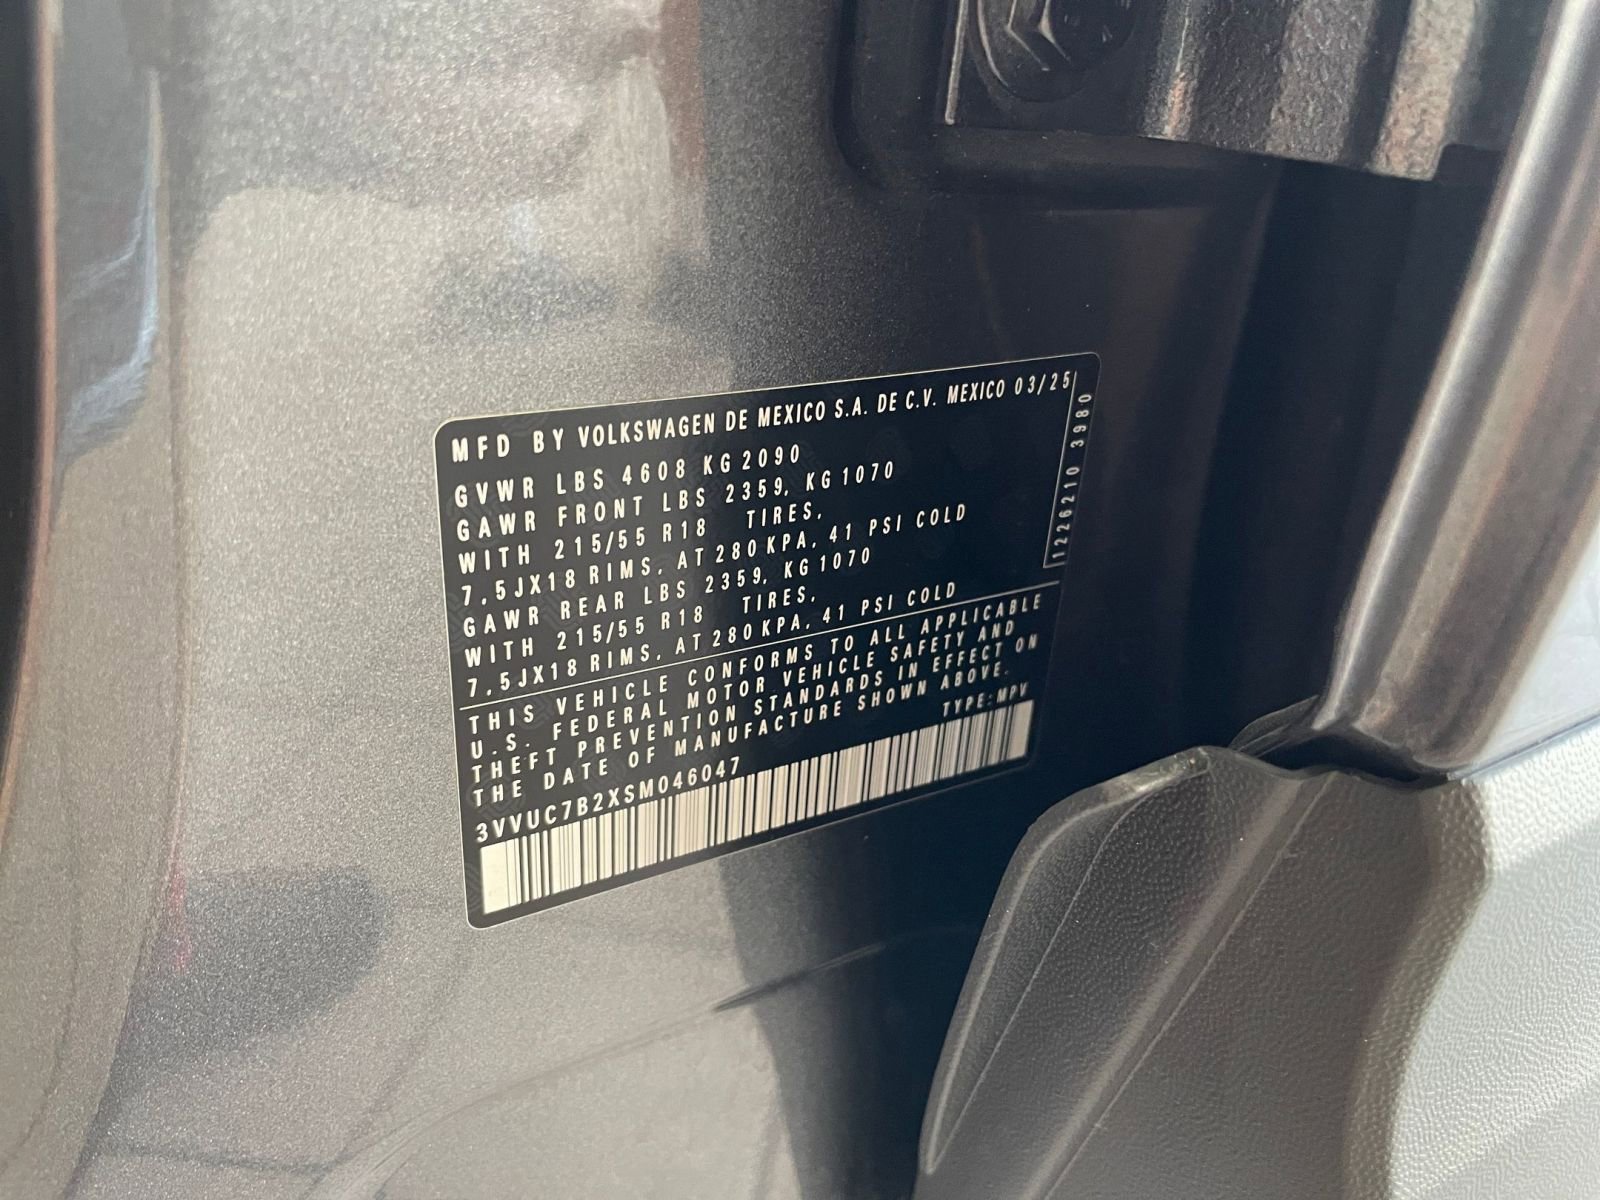 MFD BY VOLKSWAGEN DE MEXICO S.A. DE C.V. MEXICO 03/25
GVWR LBS 4608 KG 2090
GAWR FRONT LBS 2359, KG 1070
WITH 215/55 R18 TIRES,
7.5JX18 RIMS, AT 280 KPA, 41 PSI COLD
GAWR REAR LBS 2359, KG 1070
WITH 215/55 R18 TIRES,
7.5JX18 RIMS, AT 280 KPA, 41 PSI COLD
1226210 3980
THIS VEHICLE CONFORMS TO ALL APPLICABLE
U.S. FEDERAL MOTOR VEHICLE SAFETY AND
THEFT PREVENTION STANDARDS IN EFFECT ON
THE DATE OF MANUFACTURE SHOWN ABOVE.
3VVUC7B2XSM046047 TYPE: MPV